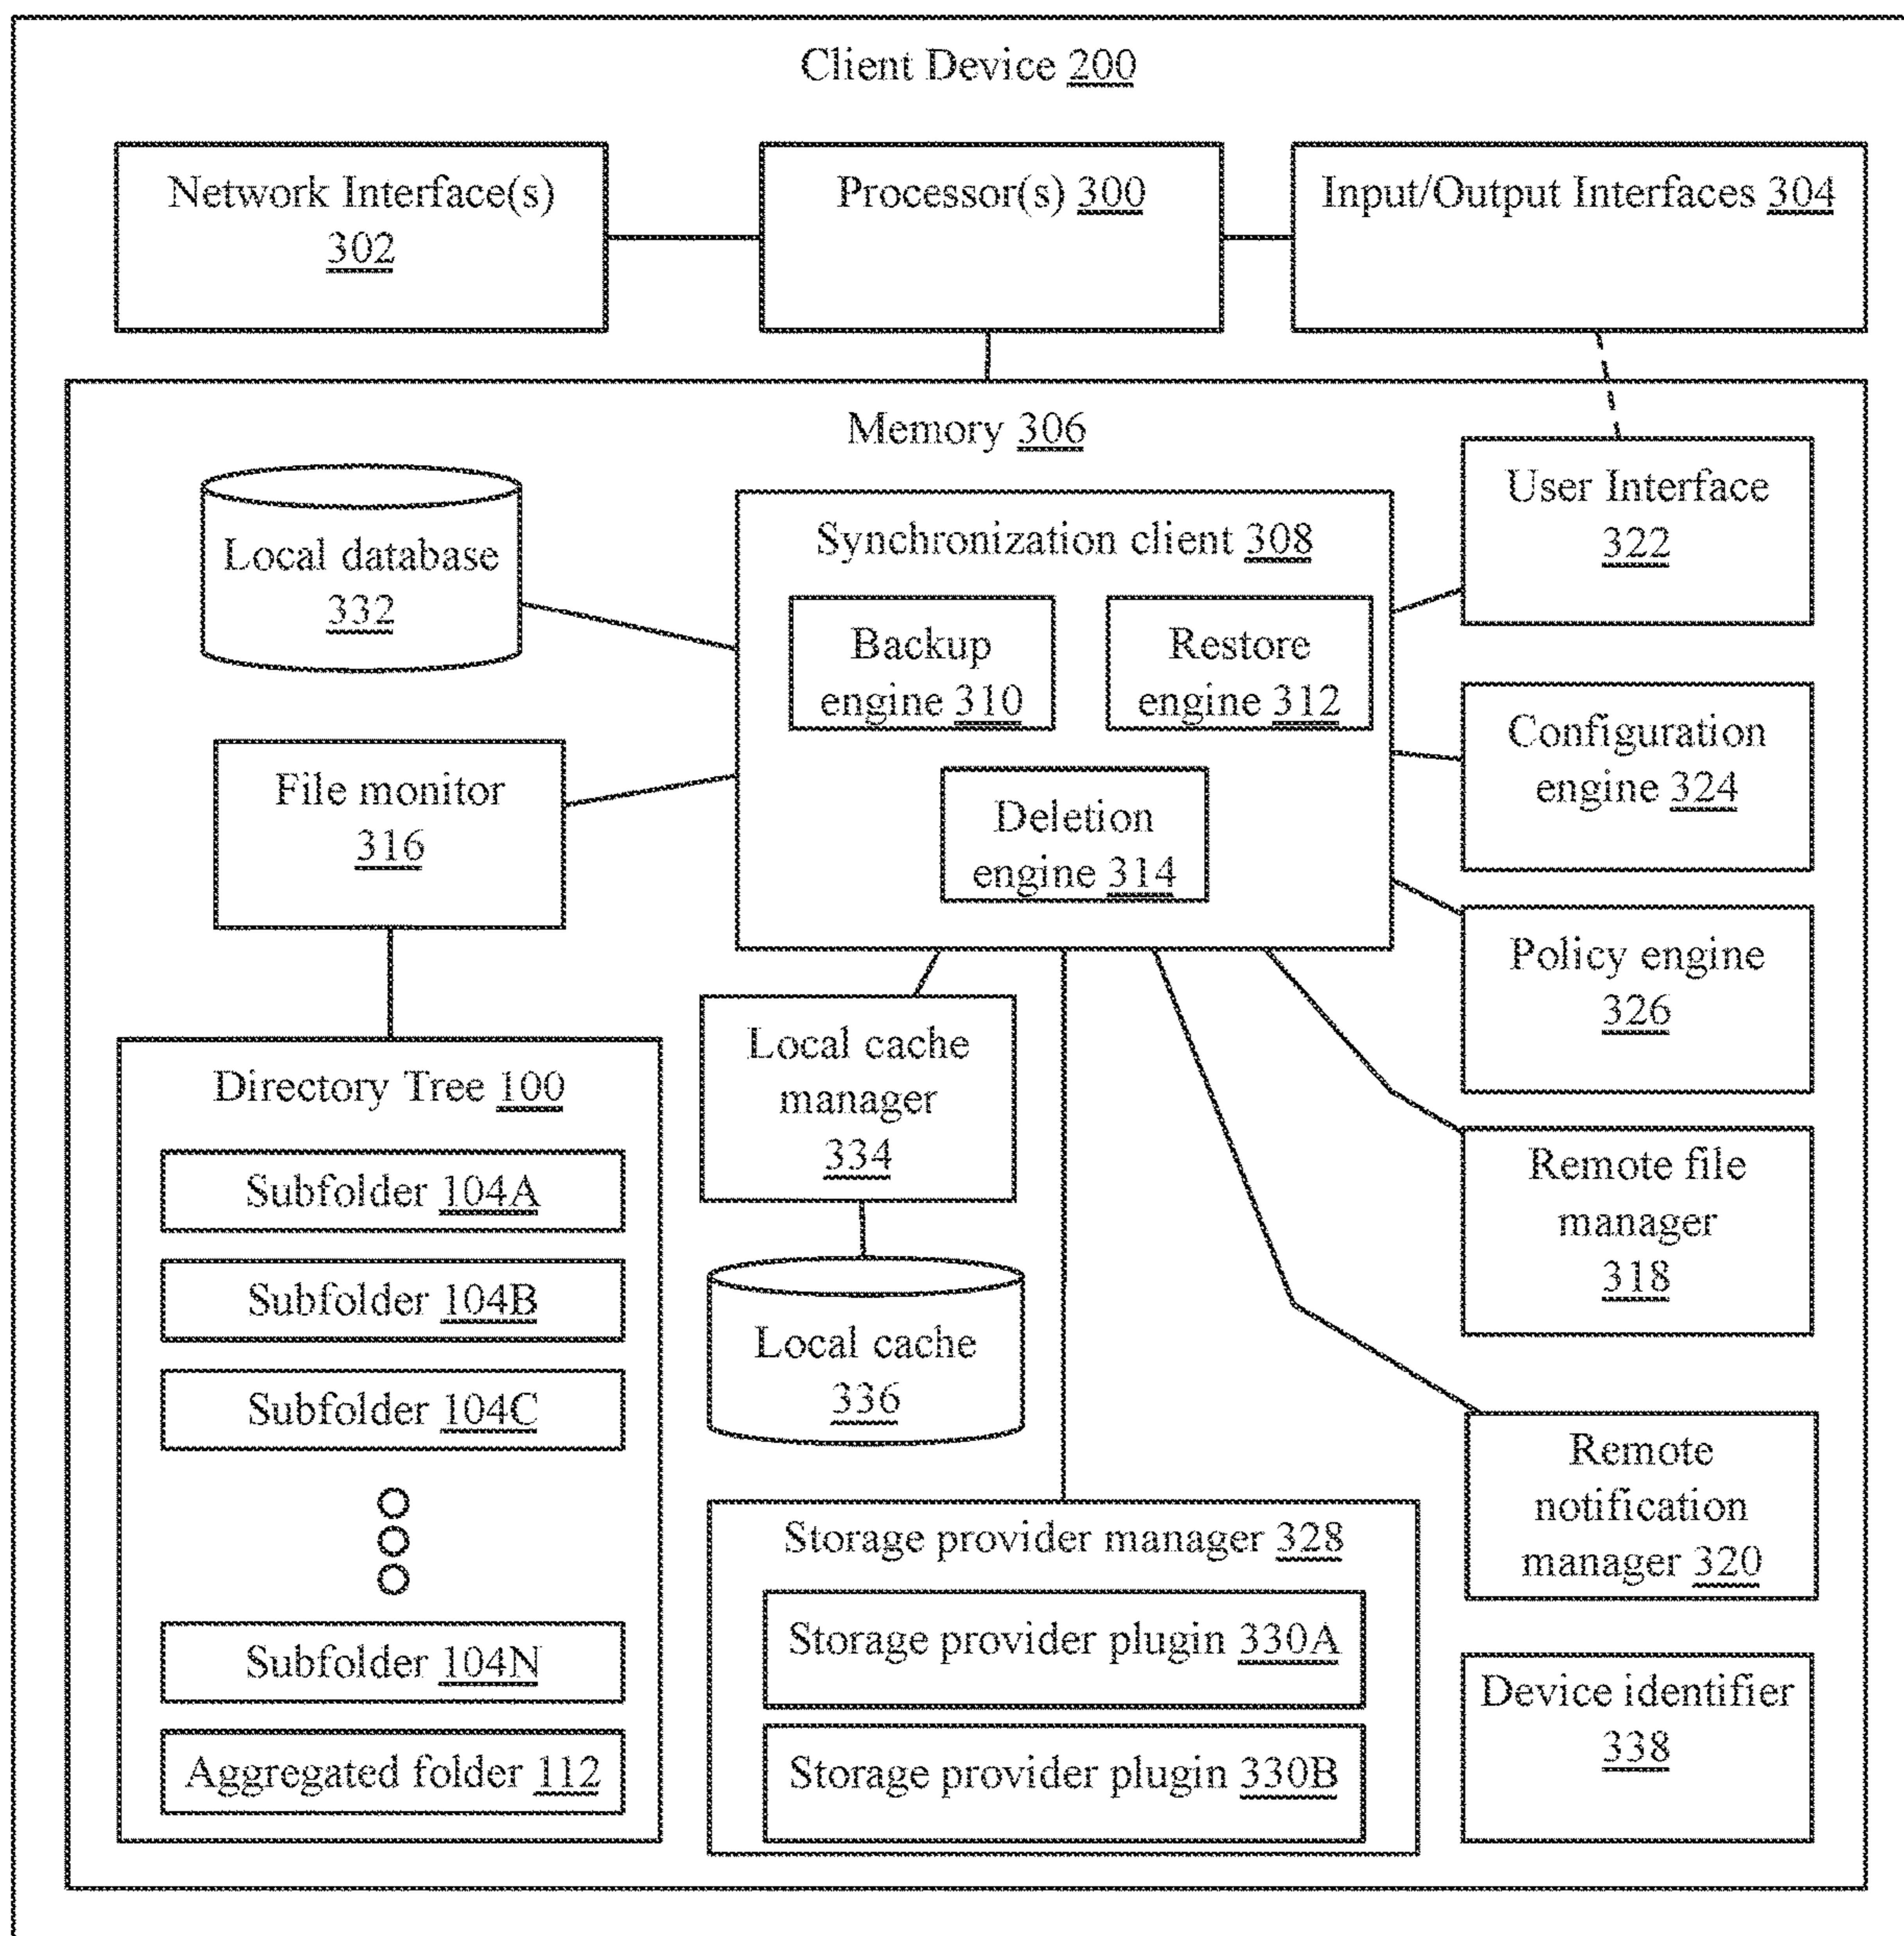 Client Device 200
Network Interface(s)
302
Processor(s) 300
Input/Output Interfaces 304
Memory 306
Local database
332
Synchronization client 308
Backup
engine 310
Restore
engine 312
Deletion
engine 314
User Interface
322
Configuration
engine 324
Policy engine
326
File monitor
316
Directory Tree 100
Subfolder 104A
Subfolder 104B
Subfolder 104C
Subfolder 104N
Aggregated folder 112
Local cache
manager
334
Local cache
336
Remote file
manager
318
Remote
notification
manager 320
Storage provider manager 328
Storage provider plugin 330A
Storage provider plugin 330B
Device identifier
338